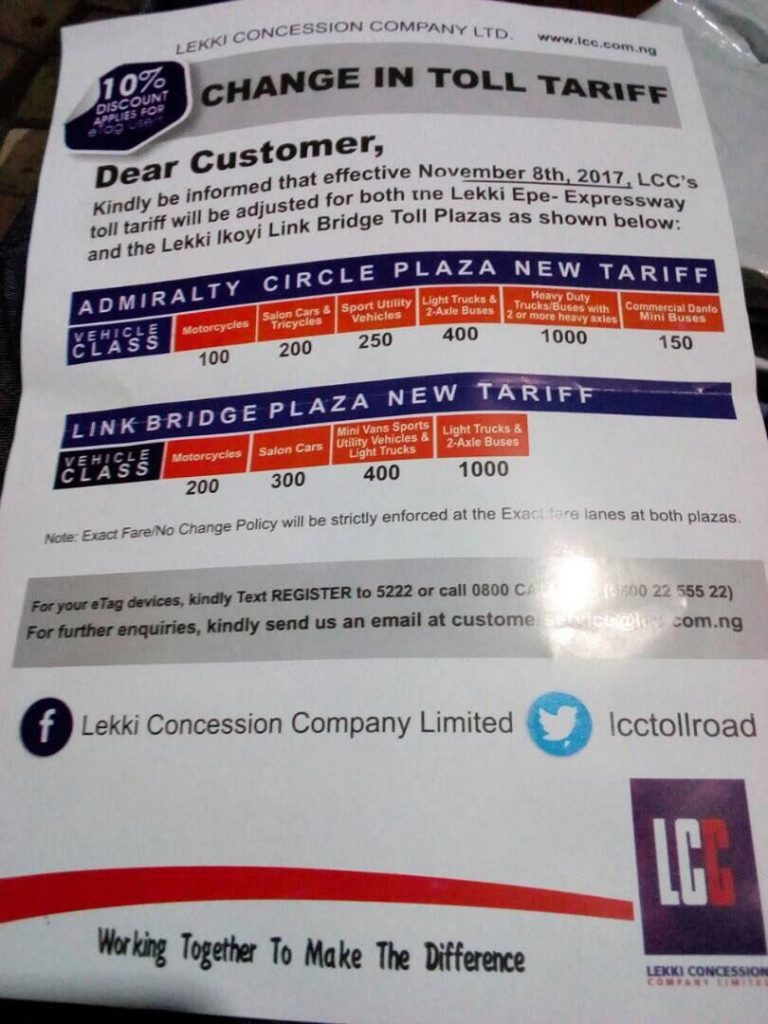 LEKKI CONCESSION COMPANY LTD. www.lcc.com.ng
10%
DISCOUNT
APPLIES FOR
eTag Users
CHANGE IN TOLL TARIFF
Dear Customer,
Kindly be informed that effective November 8th, 2017, LCC's
toll tariff will be adjusted for both the Lekki Epe- Expressway
and the Lekki Ikoyi Link Bridge Toll Plazas as shown below:
ADMIRALTY CIRCLE PLAZA NEW TARIFF
VEHICLE CLASS Motorcycles Salon Cars & Tricycles Sport Utility Vehicles Light Trucks & 2-Axle Buses Heavy Duty Trucks/Buses with 2 or more heavy axles Commercial Danfo Mini Buses
100 200 250 400 1000 150
LINK BRIDGE PLAZA NEW TARIFF
VEHICLE CLASS Motorcycles Salon Cars Mini Vans Sports Utility Vehicles & Light Trucks Light Trucks & 2-Axle Buses
200 300 400 1000
Note: Exact Fare/No Change Policy will be strictly enforced at the Exact fare lanes at both plazas.
For your eTag devices, kindly Text REGISTER to 5222 or call 0800 22 555 22)
For further enquiries, kindly send us an email at com.ng
f Lekki Concession Company Limited lcctollroad
LCC
LEKKI CONCESSION
COMPANY LIMITED
Working Together To Make The Difference